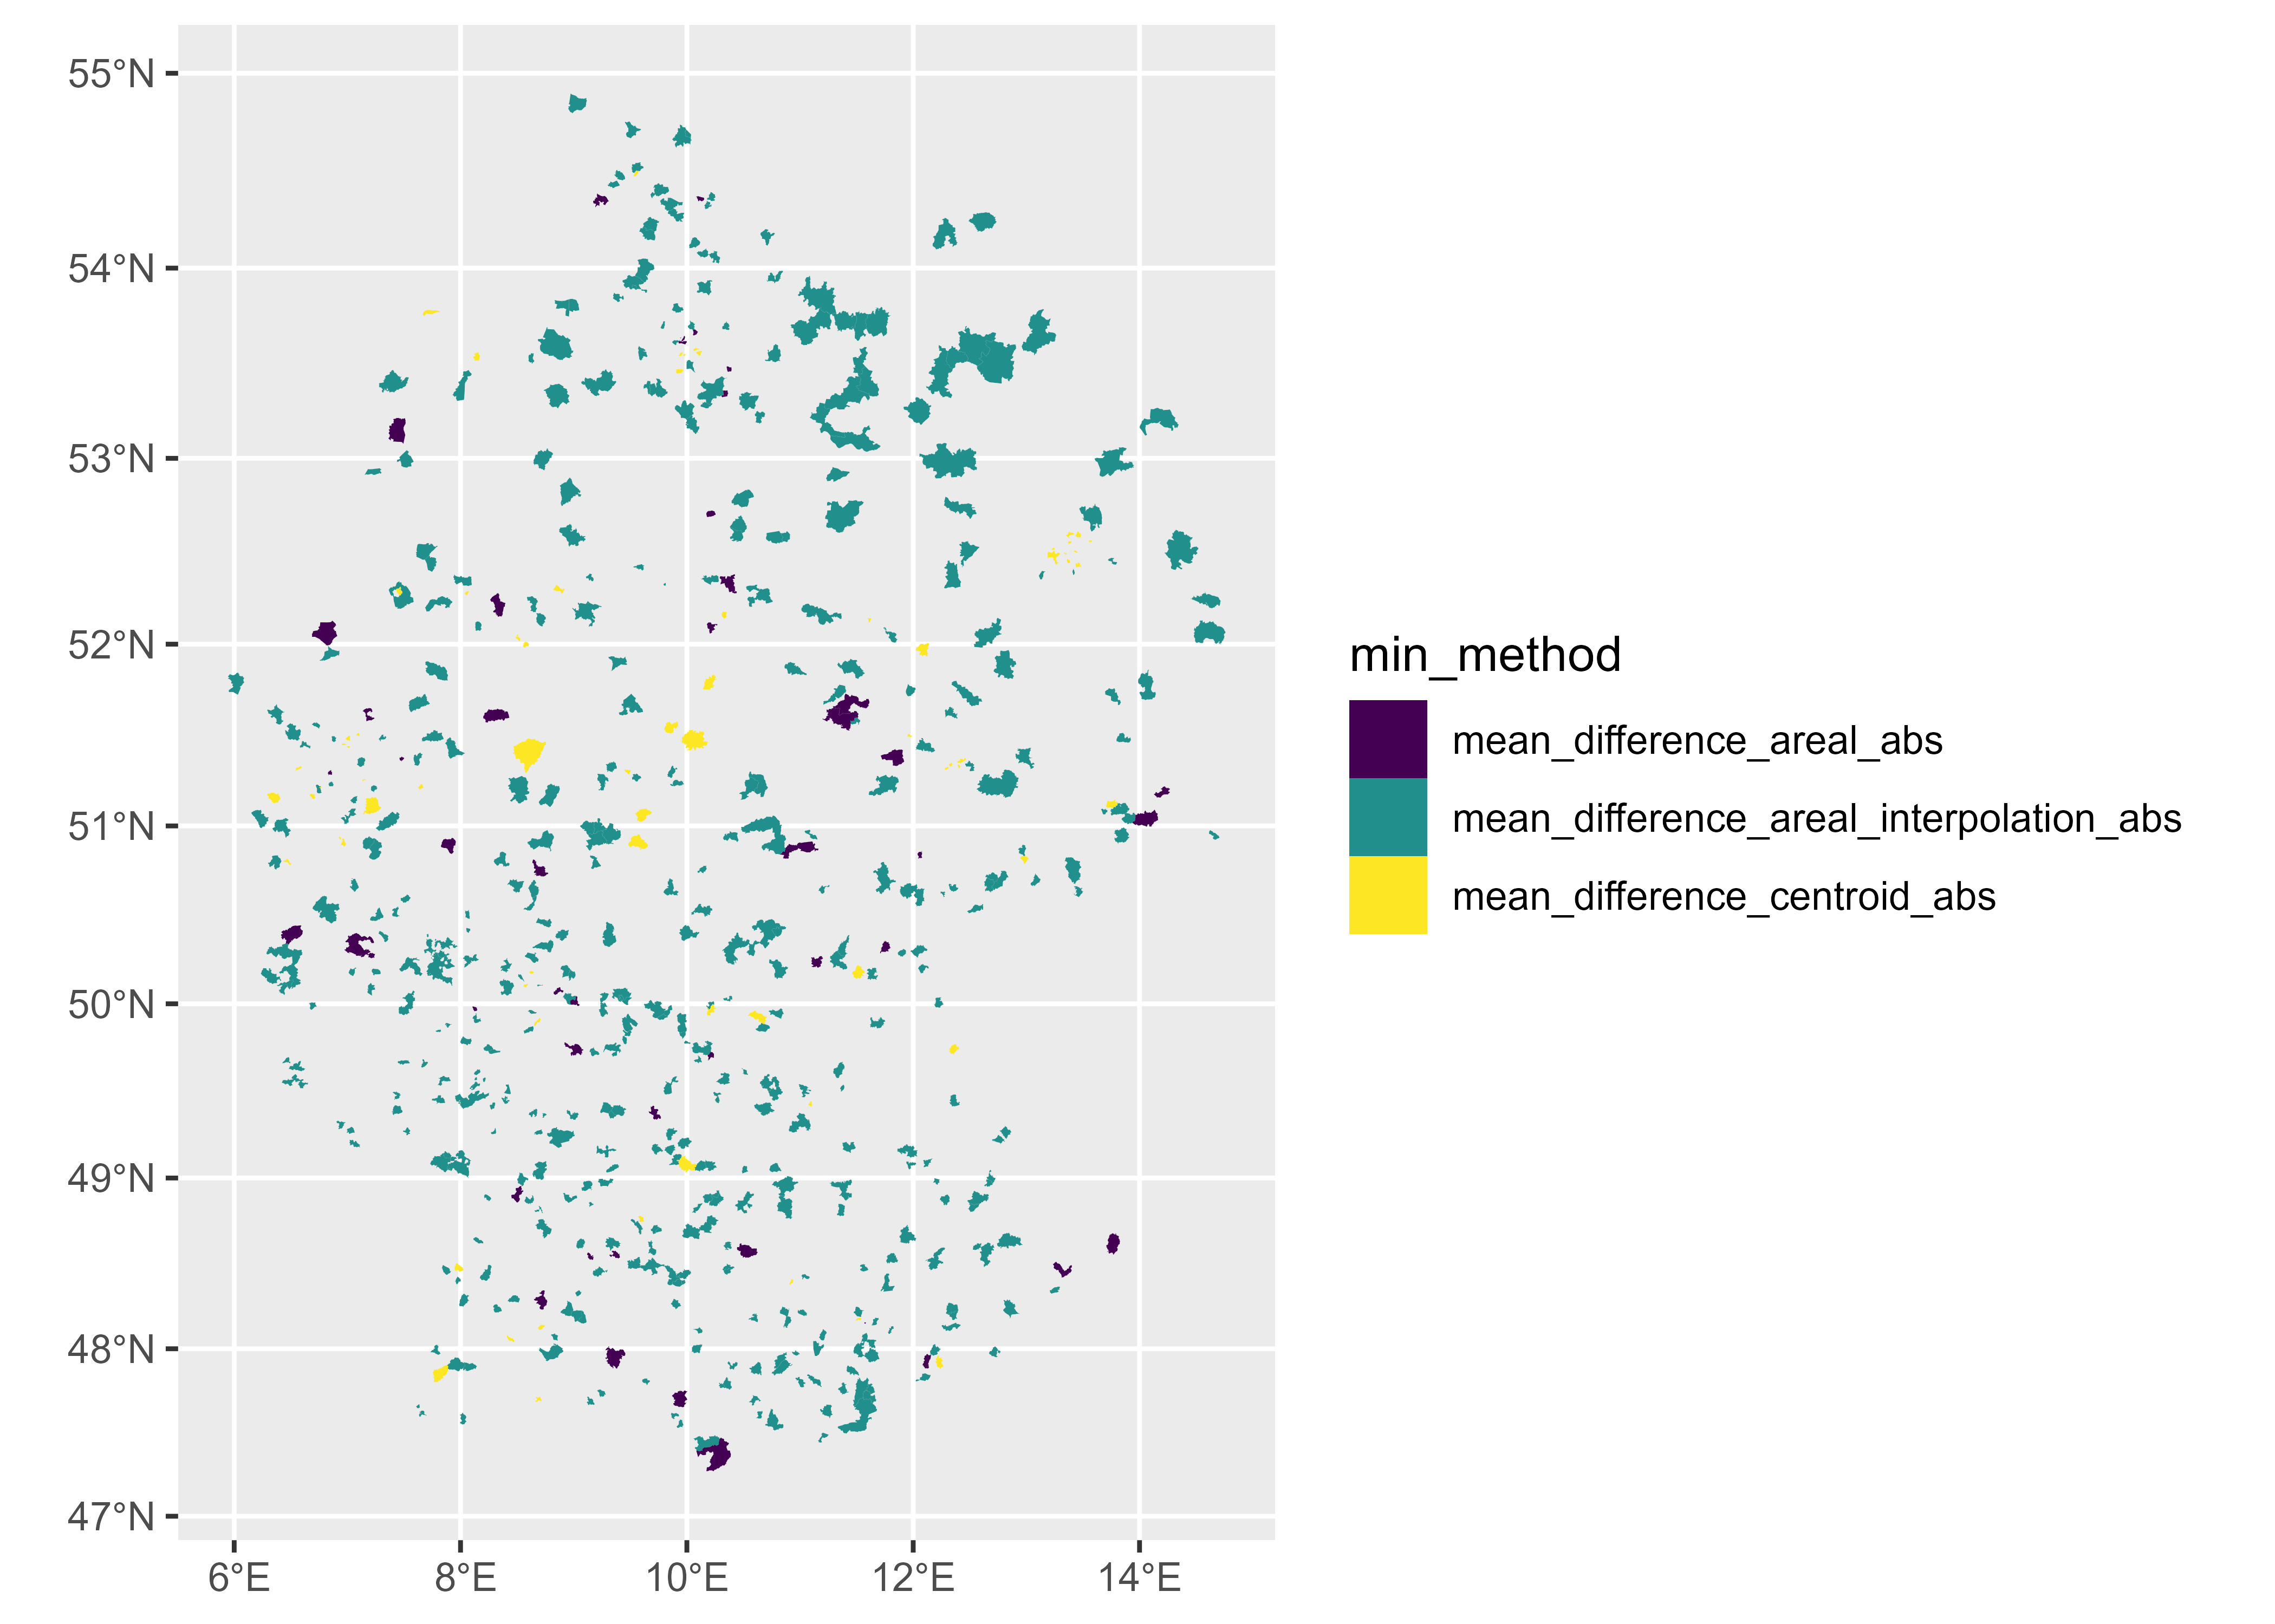 55°N
54°N
53°N
52°N
51°N
50°N
49°N
48°N
47°N
6°E 8°E 10°E 12°E 14°E
min_method
mean_difference_areal_abs
mean_difference_areal_interpolation_abs
mean_difference_centroid_abs